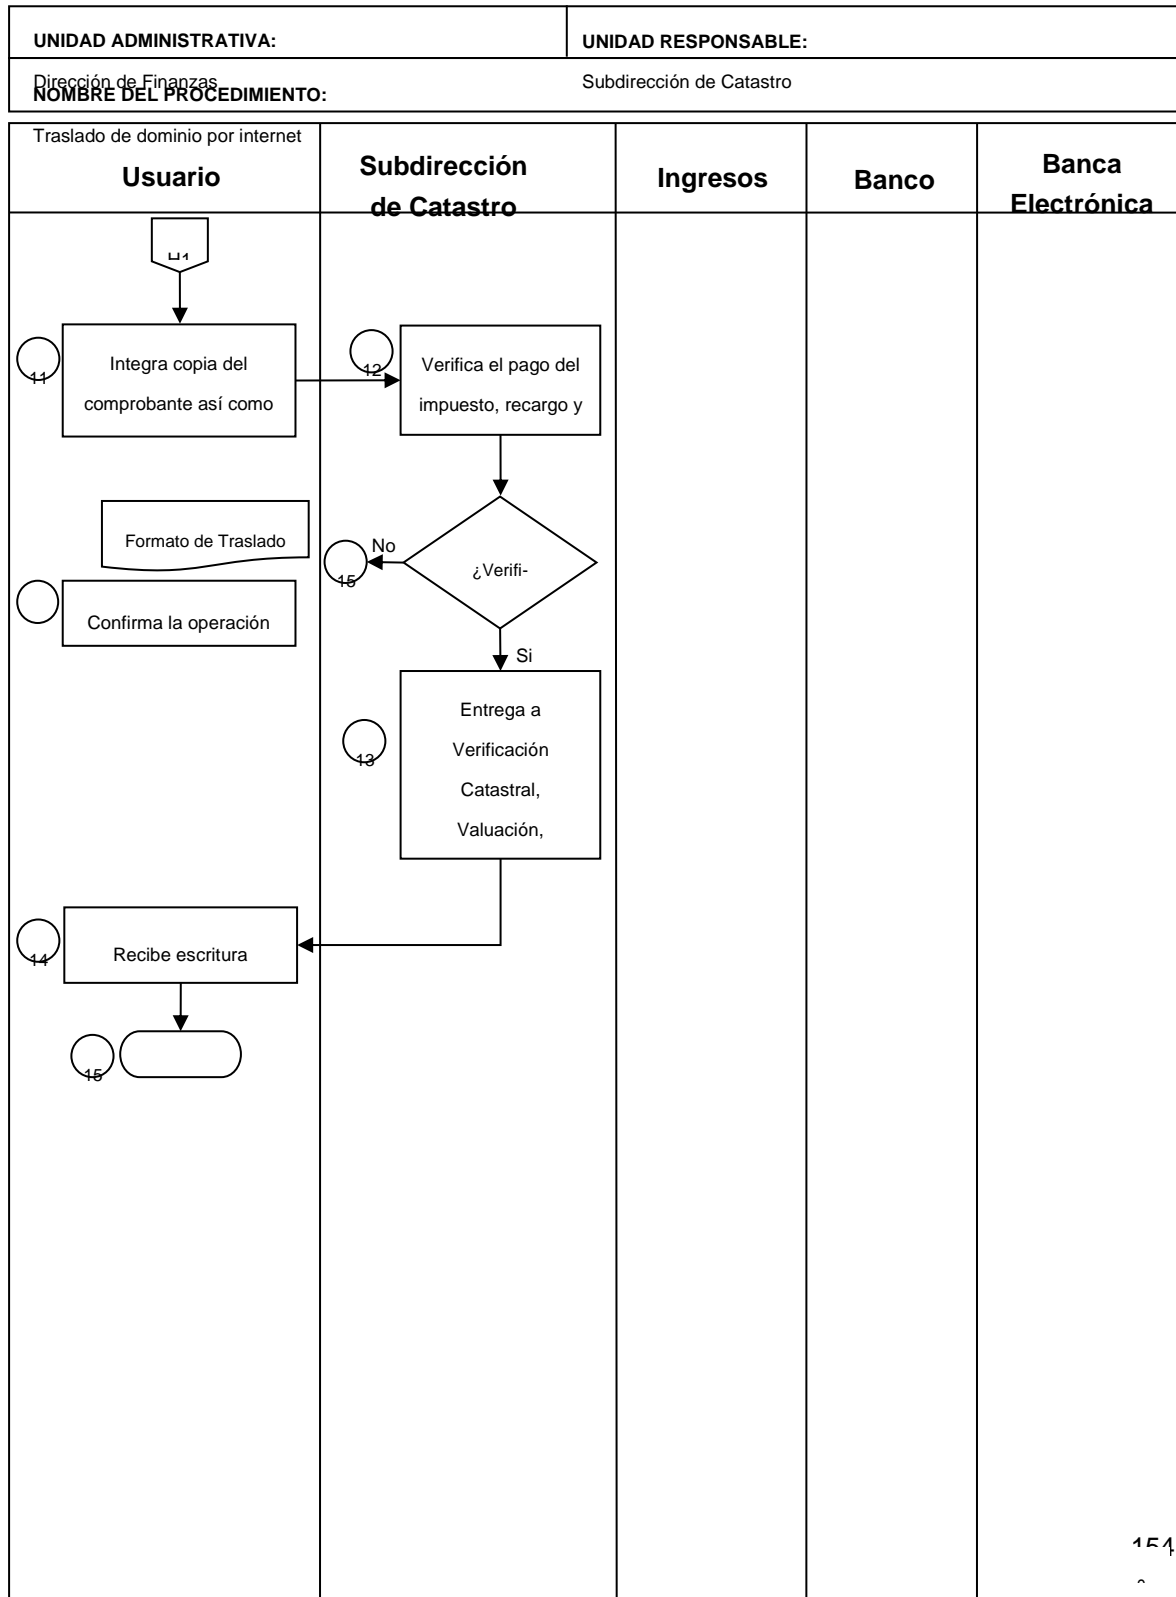 UNIDAD ADMINISTRATIVA:
UNIDAD RESPONSABLE:
Dirección de Finanzas
Subdirección de Catastro
NOMBRE DEL PROCEDIMIENTO:
Traslado de dominio por internet
Usuario
Subdirección
de Catastro
Ingresos
Banco
Banca
Electrónica
H1
11
Integra copia del
comprobante así como
12
Verifica el pago del
impuesto, recargo y
Formato de Traslado
No
15
¿Verifi-
Confirma la operación
Si
13
Entrega a
Verificación
Catastral,
Valuación,
14
Recibe escritura
15
154